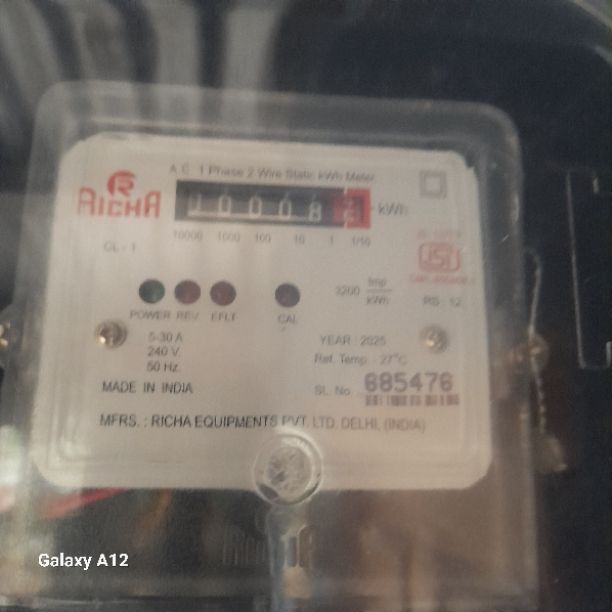 A.C. 1 Phase 2 Wire Static kWh Meter
RICHA
kWh
10000 1000 100 10 1 1/10
CL - 1
3200 Imp/kWh
POWER REV EFLT CAL
RS : 12
5-30 A
240 V.
50 Hz.
YEAR : 2025
Ref. Temp. : 27°C
MADE IN INDIA
SL. No. 685476
MFRS. : RICHA EQUIPMENTS PVT. LTD. DELHI, (INDIA)
RICHA
Galaxy A12